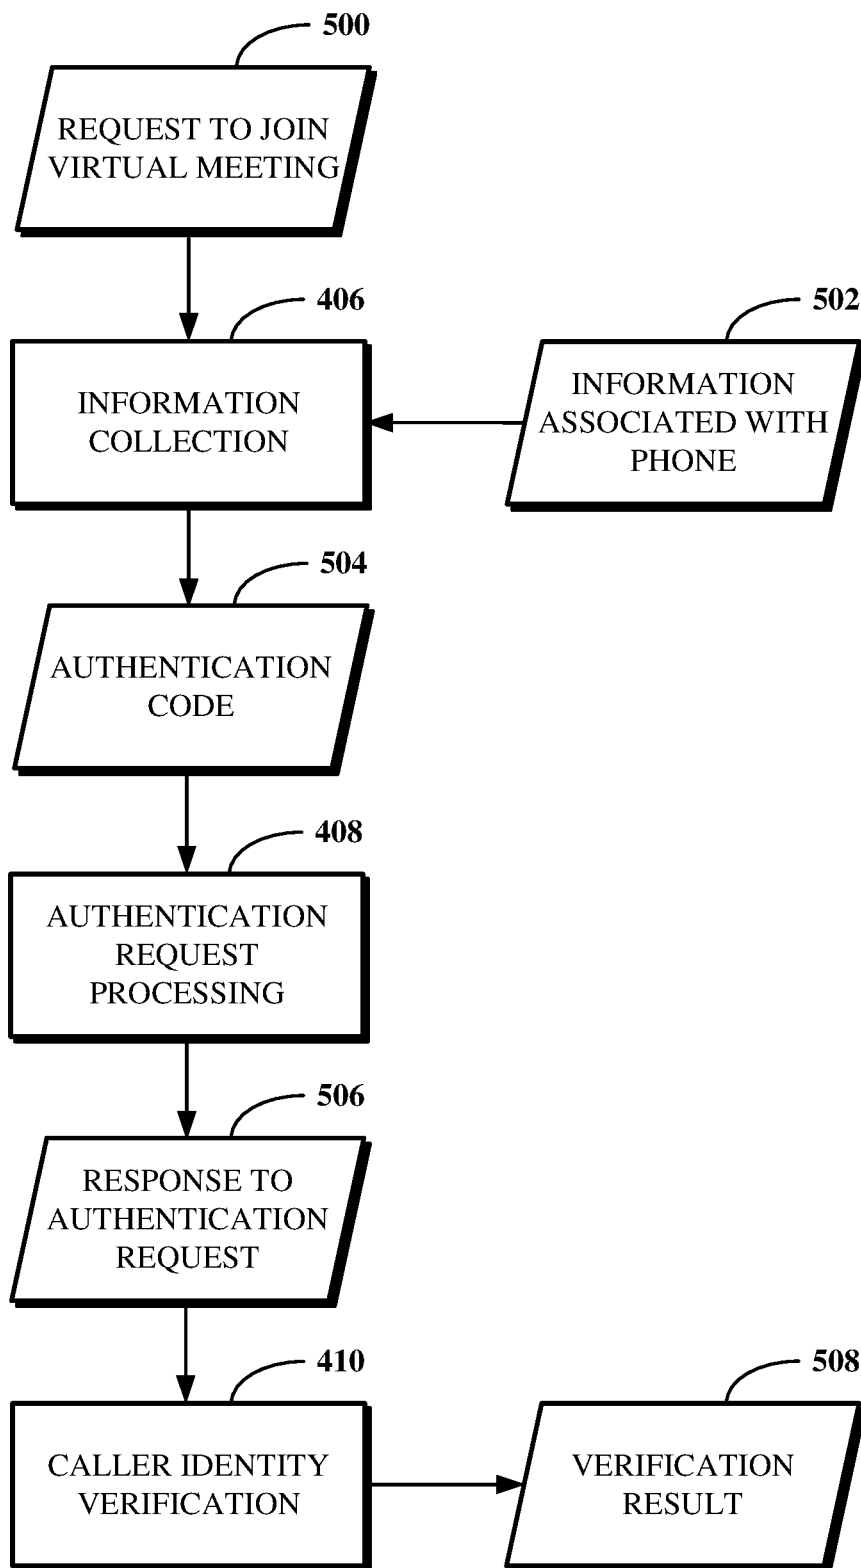 500
REQUEST TO JOIN
VIRTUAL MEETING
406
INFORMATION
COLLECTION
502
INFORMATION
ASSOCIATED WITH
PHONE
504
AUTHENTICATION
CODE
408
AUTHENTICATION
REQUEST
PROCESSING
506
RESPONSE TO
AUTHENTICATION
REQUEST
410
CALLER IDENTITY
VERIFICATION
508
VERIFICATION
RESULT